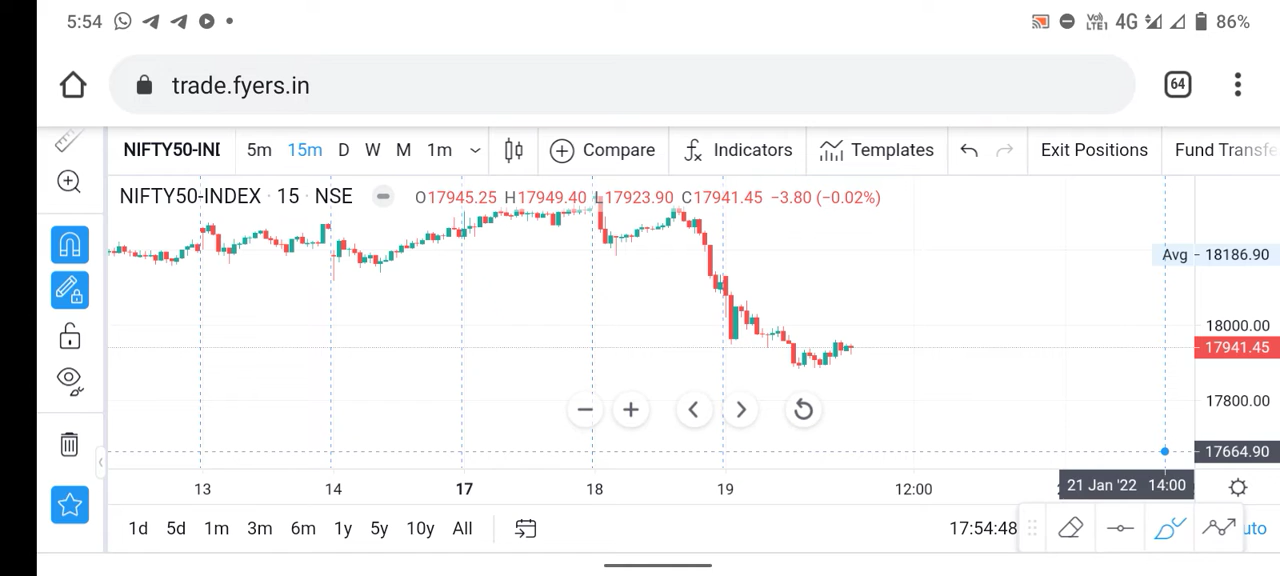 5:54 4G 86%
trade.fyers.in 64
NIFTY50-INI 5m 15m D W M 1m Compare Indicators Templates Exit Positions Fund Transfe
NIFTY50-INDEX · 15 · NSE O17945.25 H17949.40 L17923.90 C17941.45 −3.80 (−0.02%)
Avg 18186.90
18000.00
17941.45
17800.00
17664.90
13 14 17 18 19 12:00 21 Jan '22 14:00
1d 5d 1m 3m 6m 1y 5y 10y All 17:54:48 uto